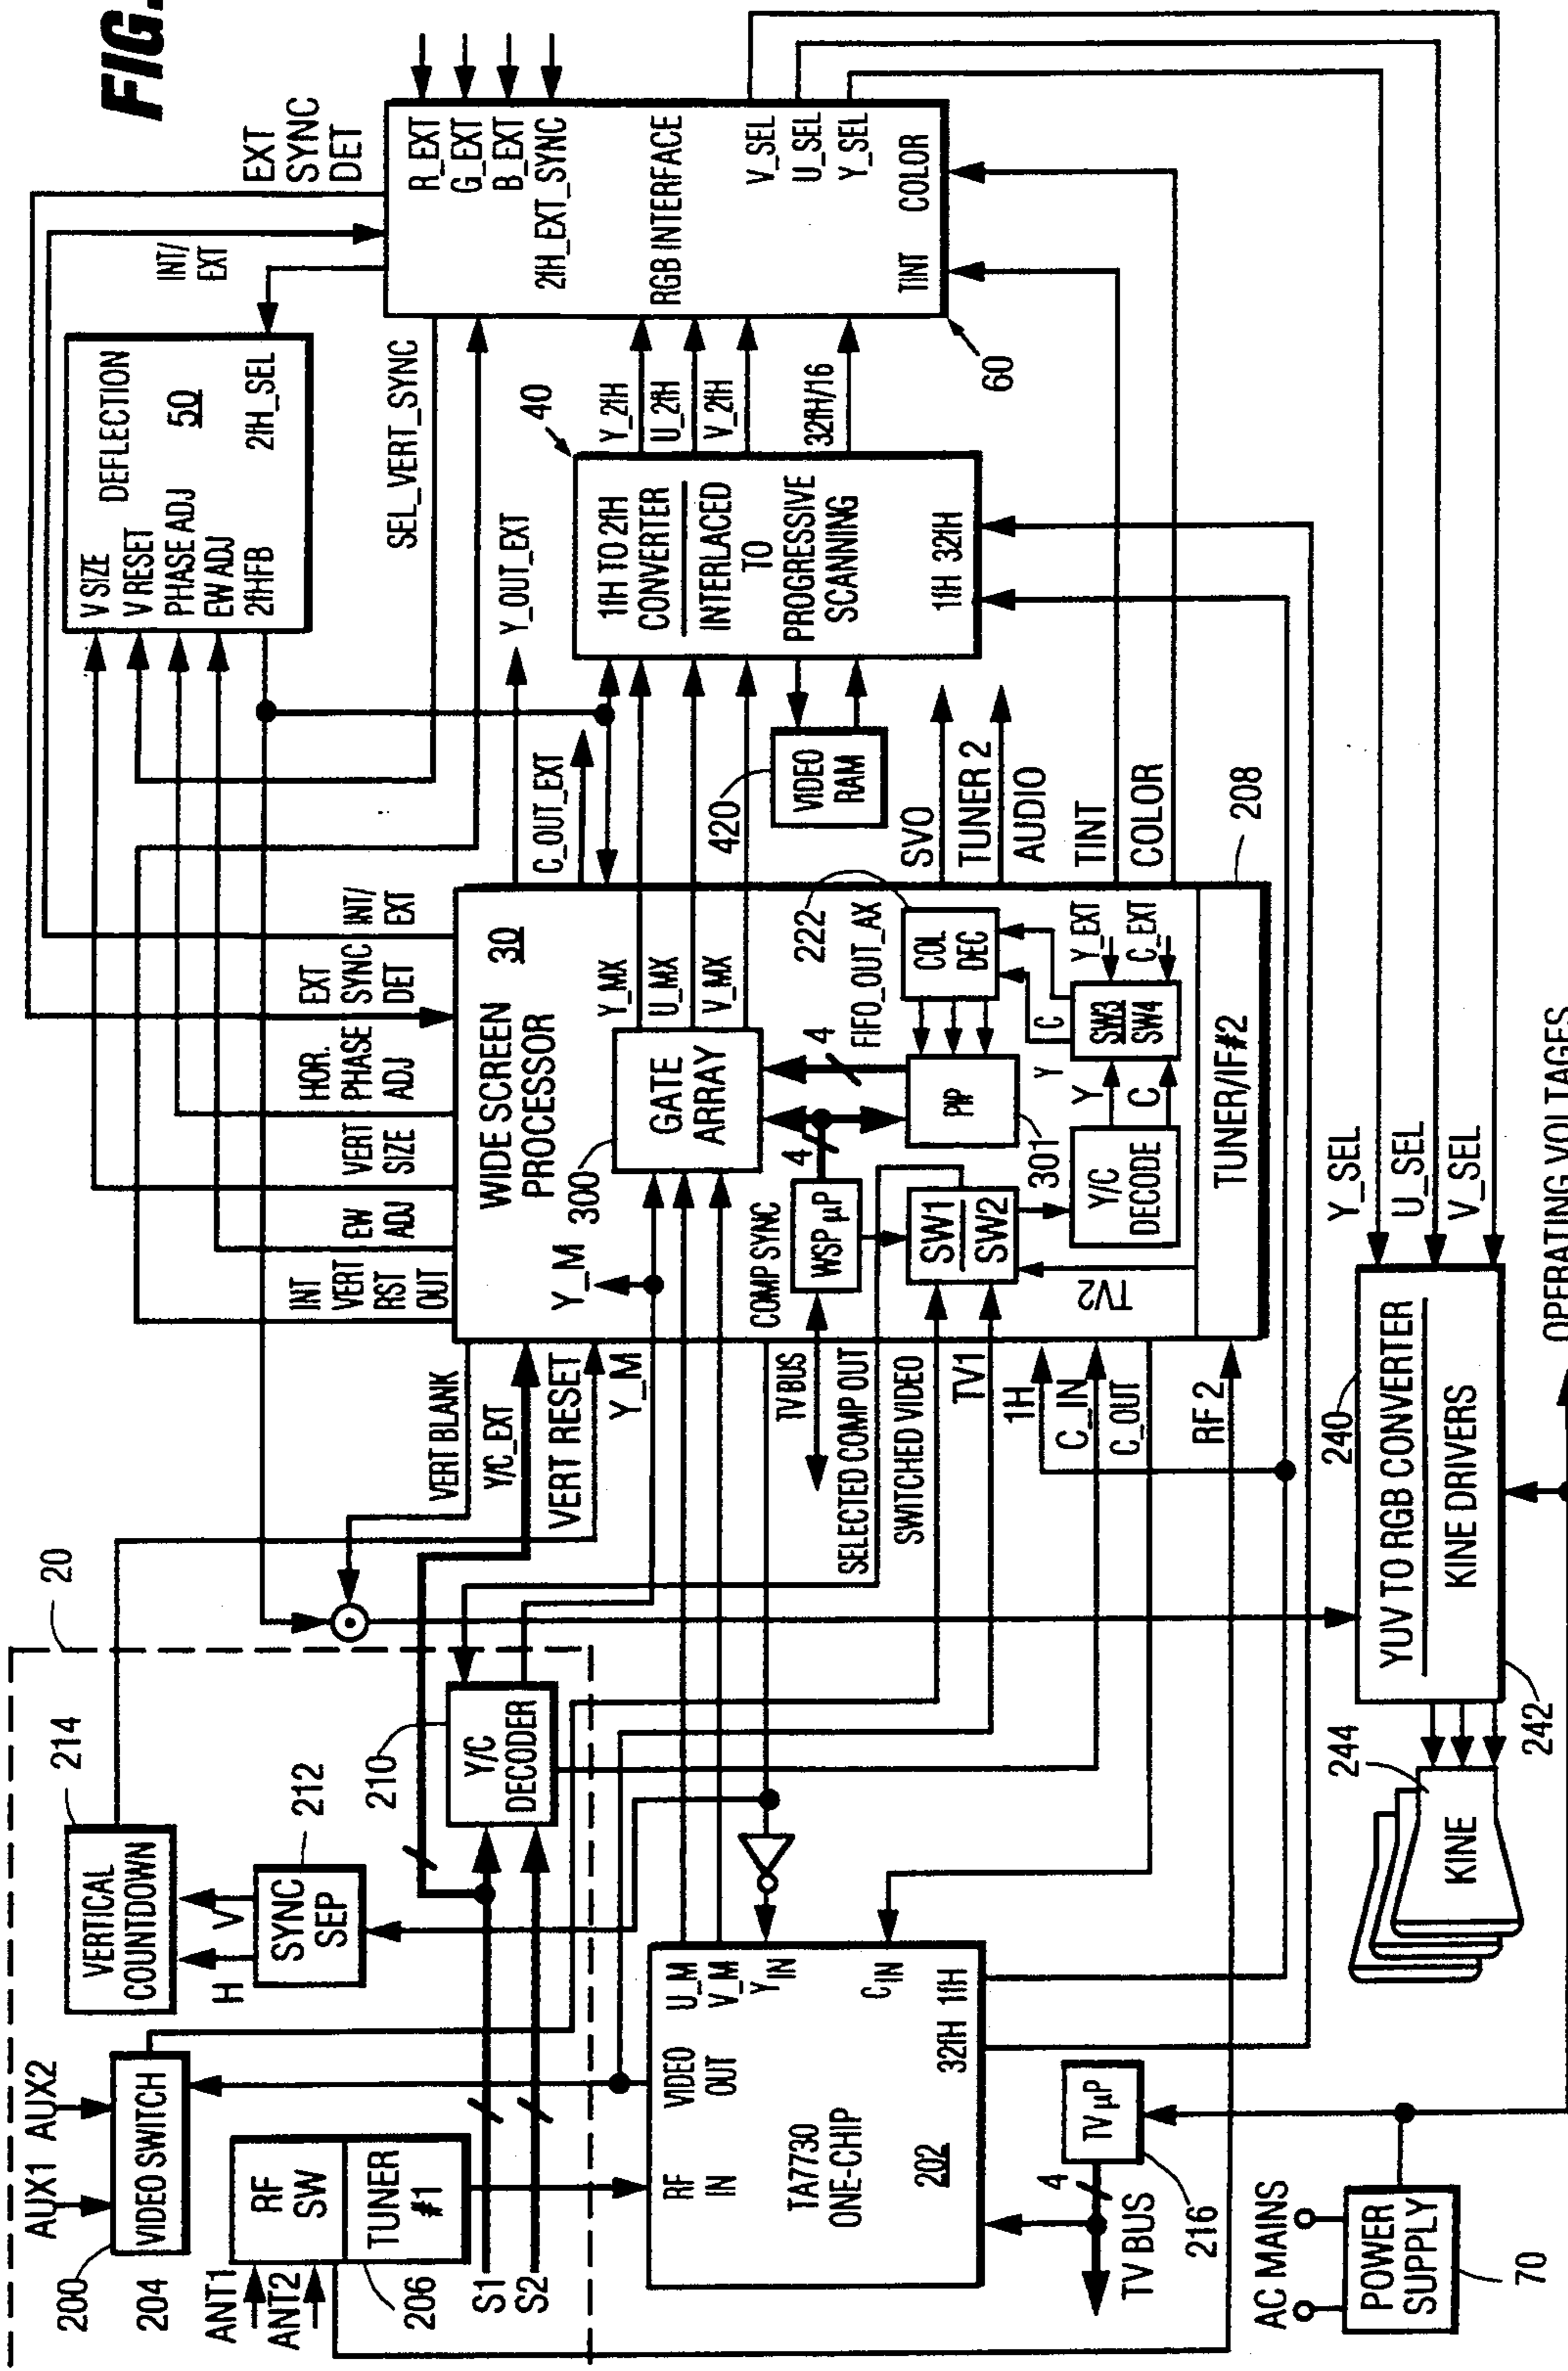 FIG.
EXT
SYNC
DET
INT/
EXT
V SIZE
V RESET
PHASE ADJ
EW ADJ
2fHFB
DEFLECTION
50
2fH_SEL
SEL_VERT_SYNC
R_EXT
G_EXT
B_EXT
2fH_EXT_SYNC
RGB INTERFACE
V_SEL
U_SEL
Y_SEL
TINT
COLOR
60
Y_2fH
U_2fH
V_2fH
32fH/16
40
1fH TO 2fH
CONVERTER
INTERLACED
TO
PROGRESSIVE
SCANNING
1fH 32fH
Y_OUT_EXT
C_OUT_EXT
VIDEO
RAM
420
SVO
TUNER 2
AUDIO
TINT
COLOR
208
INT
VERT
RST
OUT
EW
ADJ
VERT
SIZE
HOR.
PHASE
ADJ
EXT
SYNC
DET
INT/
EXT
WIDE SCREEN
PROCESSOR
30
Y_MX
U_MX
V_MX
GATE
ARRAY
300
Y_M
COMP SYNC
WSP µP
4
4
FIFO_OUT_AX
222
COL
DEC
PIP
301
SW1
SW2
Y/C
DECODE
Y
C
Y
C
SW3
SW4
Y_EXT
C_EXT
TV2
TUNER/IF#2
VERT BLANK
Y/C_EXT
VERT RESET
Y_M
TV BUS
SELECTED COMP OUT
SWITCHED VIDEO
TV1
1H
C_IN
C_OUT
RF 2
20
214
VERTICAL
COUNTDOWN
H
V
SYNC
SEP
212
210
Y/C
DECODER
AUX1
AUX2
VIDEO SWITCH
200
204
ANT1
ANT2
RF
SW
TUNER
#1
206
S1
S2
RF
IN
VIDEO
OUT
U_M
V_M
YIN
CIN
TA7730
ONE-CHIP
202
32fH 1fH
TV µP
4
216
TV BUS
AC MAINS
POWER
SUPPLY
70
KINE
244
240
YUV TO RGB CONVERTER
KINE DRIVERS
242
Y_SEL
U_SEL
V_SEL
OPERATING VOLTAGES